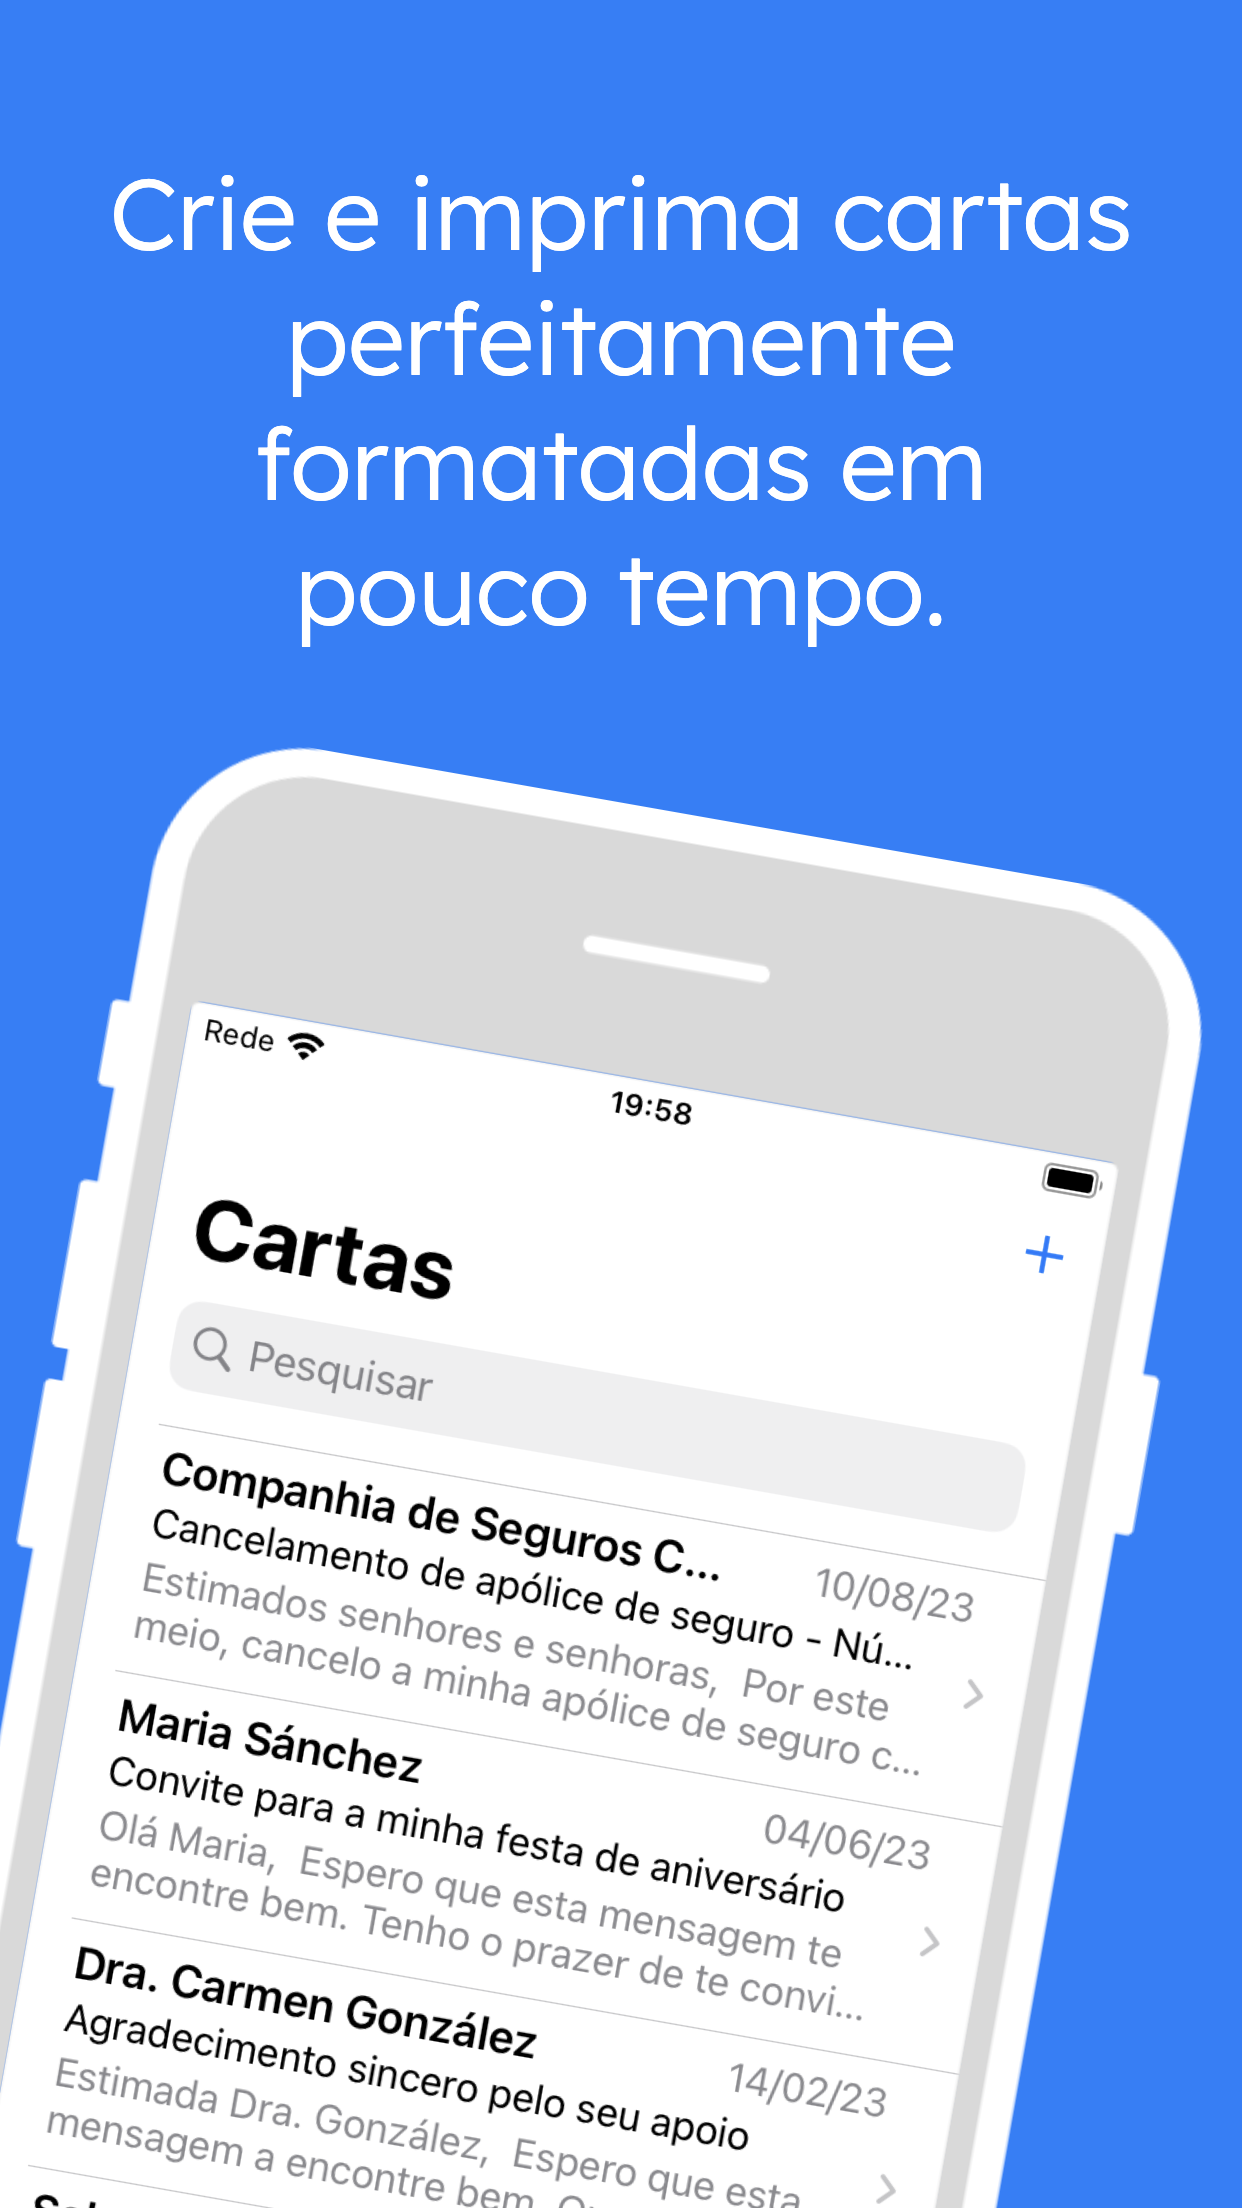 Crie e imprima cartas
perfeitamente
formatadas em
pouco tempo.
Rede
19:58
Cartas
Pesquisar
Companhia de Seguros C...
10/08/23
Cancelamento de apólice de seguro - Nú...
Estimados senhores e senhoras, Por este
meio, cancelo a minha apólice de seguro c...
Maria Sánchez
04/06/23
Convite para a minha festa de aniversário
Olá Maria, Espero que esta mensagem te
encontre bem. Tenho o prazer de te convi...
Dra. Carmen González
14/02/23
Agradecimento sincero pelo seu apoio
Estimada Dra. González, Espero que esta
mensagem a encontre bem.